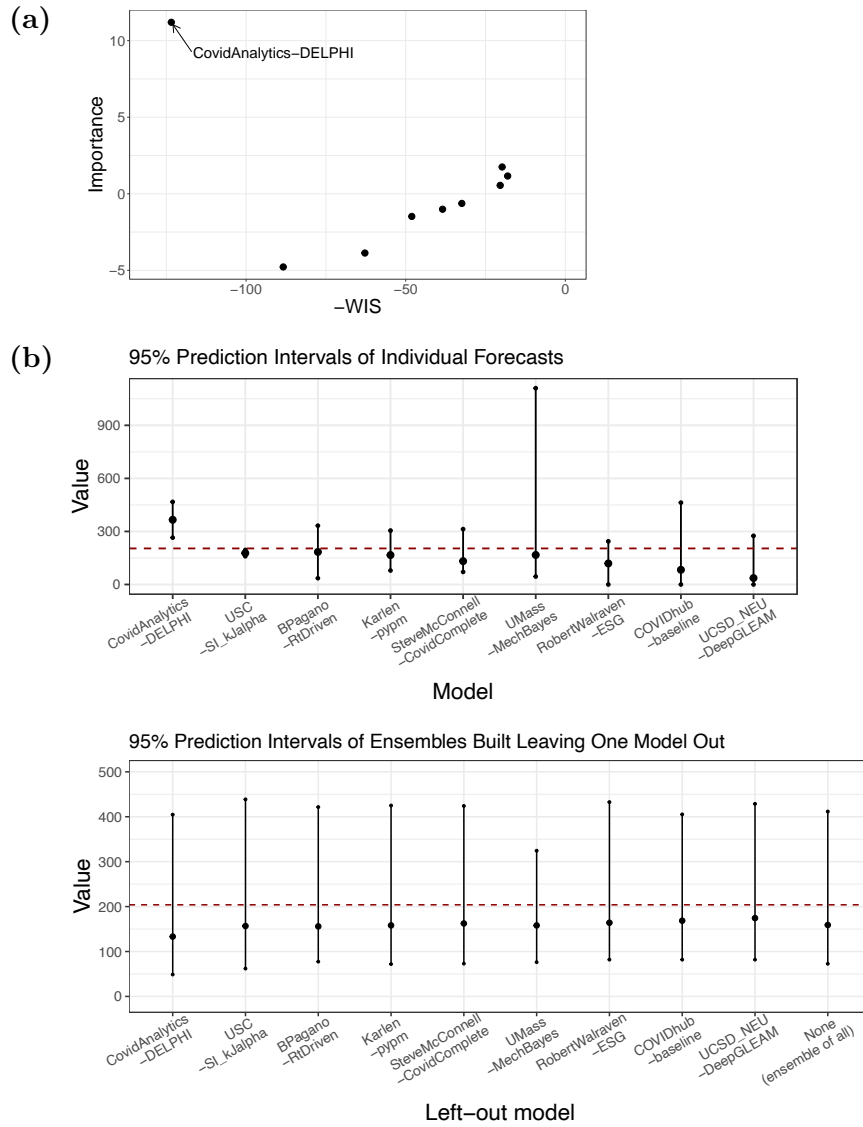 (a)
10
5
0
−5
Importance
CovidAnalytics−DELPHI
−100
−50
0
−WIS
(b)
95% Prediction Intervals of Individual Forecasts
900
600
300
0
Value
CovidAnalytics
−DELPHI
USC
−SI_kJalpha
BPagano
−RtDriven
Karlen
−pypm
SteveMcConnell
−CovidComplete
UMass
−MechBayes
RobertWalraven
−ESG
COVIDhub
−baseline
UCSD_NEU
−DeepGLEAM
Model
95% Prediction Intervals of Ensembles Built Leaving One Model Out
500
400
300
200
100
0
Value
CovidAnalytics
−DELPHI
USC
−SI_kJalpha
BPagano
−RtDriven
Karlen
−pypm
SteveMcConnell
−CovidComplete
UMass
−MechBayes
RobertWalraven
−ESG
COVIDhub
−baseline
UCSD_NEU
−DeepGLEAM
None
(ensemble of all)
Left−out model